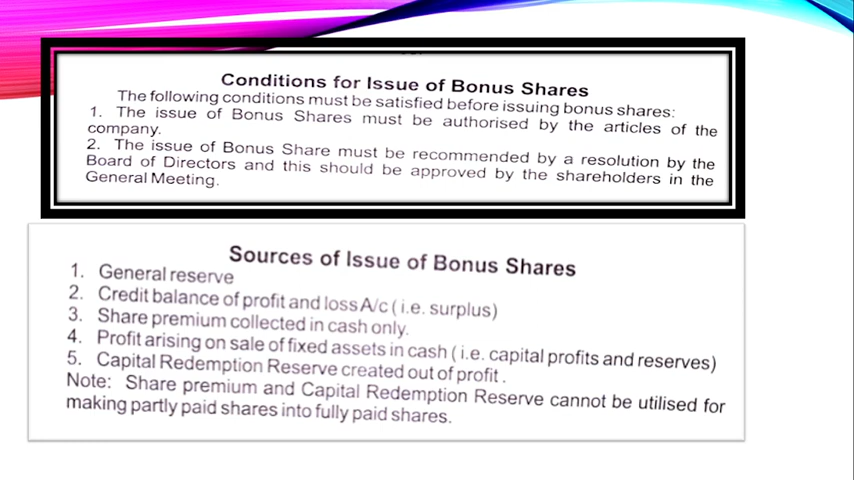 Conditions for Issue of Bonus Shares
The following conditions must be satisfied before issuing bonus shares:
1. The issue of Bonus Shares must be authorised by the articles of the
company.
2. The issue of Bonus Share must be recommended by a resolution by the
Board of Directors and this should be approved by the shareholders in the
General Meeting.
Sources of Issue of Bonus Shares
1. General reserve
2. Credit balance of profit and loss A/c ( i.e. surplus)
3. Share premium collected in cash only.
4. Profit arising on sale of fixed assets in cash ( i.e. capital profits and reserves)
5. Capital Redemption Reserve created out of profit .
Note: Share premium and Capital Redemption Reserve cannot be utilised for
making partly paid shares into fully paid shares.